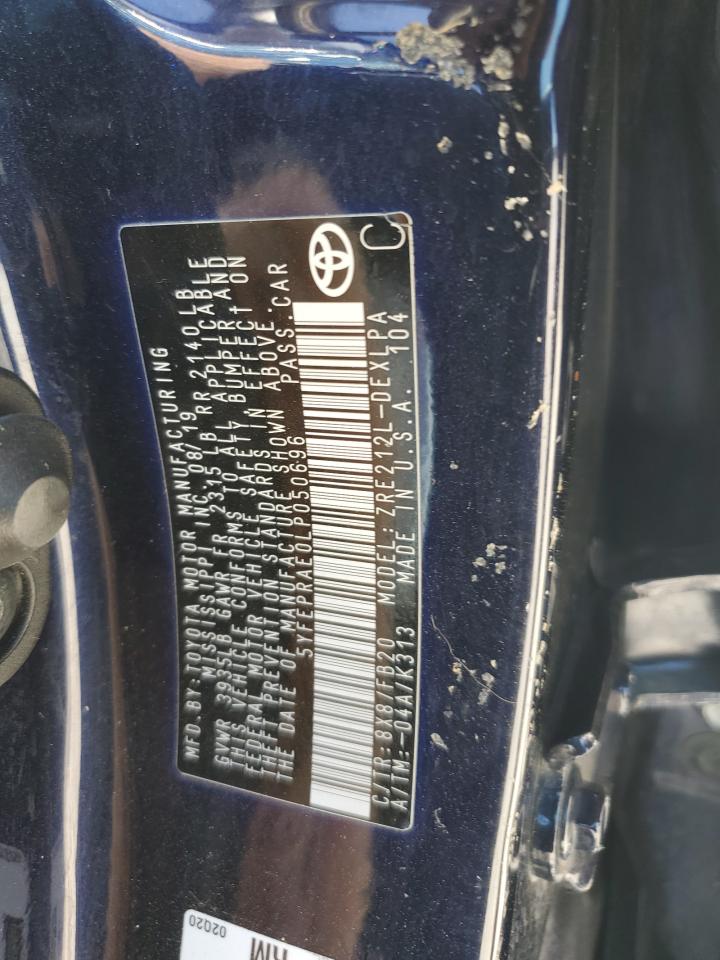 MFD.BY: TOYOTA MOTOR MANUFACTURING
MISSISSIPPI, INC. 08/19
GVWR 3935LB GAWR FR 2315 LB RR 2140 LB
THIS VEHICLE CONFORMS TO ALL APPLICABLE
FEDERAL MOTOR VEHICLE SAFETY, BUMPER, AND
THEFT PREVENTION STANDARDS IN EFFECT ON
THE DATE OF MANUFACTURE SHOWN ABOVE.
5YFEPRAE0LP050696 PASS.CAR
C/TR: 8X8/FB20 MODEL: ZRE212L-DEXLPA C
A/TM:-04A/K313 MADE IN U.S.A. 104
02Q20